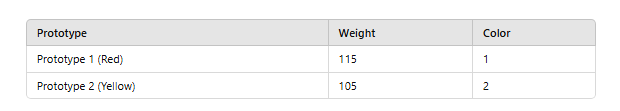 Prototype Weight Color
Prototype 1 (Red) 115 1
Prototype 2 (Yellow) 105 2